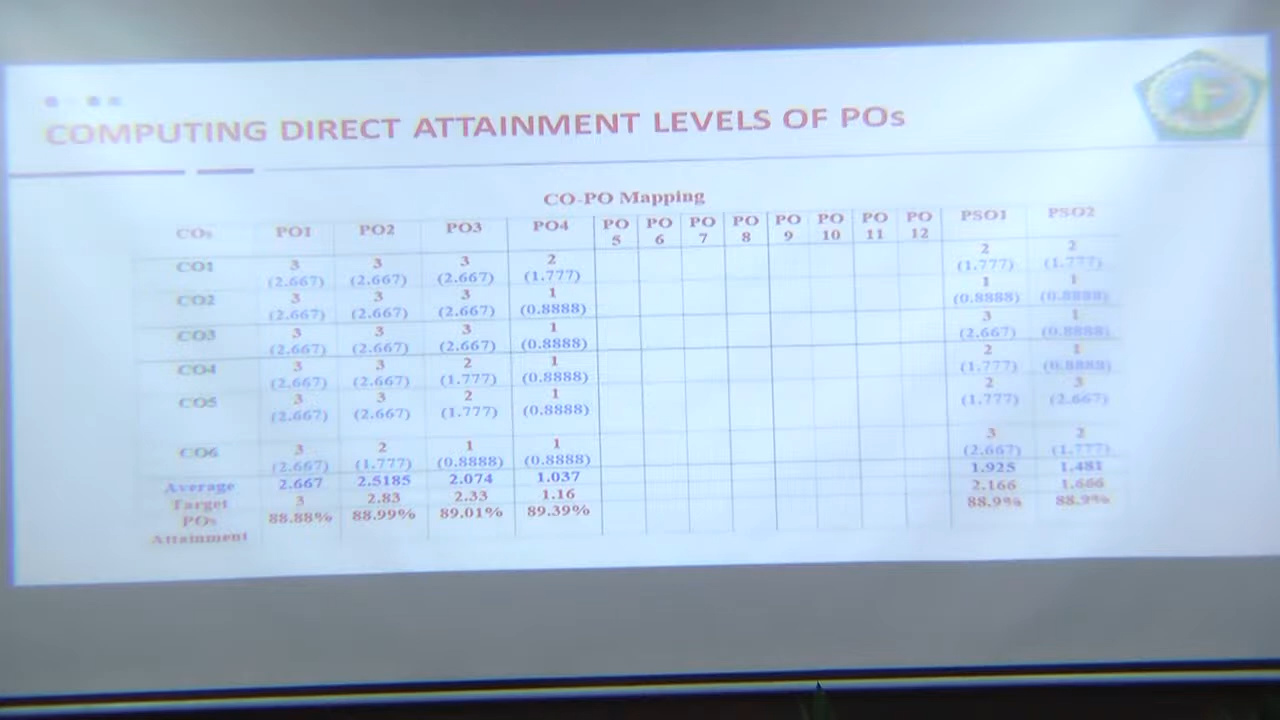 COMPUTING DIRECT ATTAINMENT LEVELS OF POs
CO-PO Mapping
COs PO1 PO2 PO3 PO4 PO 5 PO 6 PO 7 PO 8 PO 9 PO 10 PO 11 PO 12 PSO1 PSO2
CO1 3 (2.667) 3 (2.667) 3 (2.667) 2 (1.777) 2 (1.777) 2 (1.777)
CO2 3 (2.667) 3 (2.667) 3 (2.667) 1 (0.8888) 1 (0.8888) 1 (0.8888)
CO3 3 (2.667) 3 (2.667) 3 (2.667) 1 (0.8888) 3 (2.667) 1 (0.8888)
CO4 3 (2.667) 3 (2.667) 2 (1.777) 1 (0.8888) 2 (1.777) 1 (0.8888)
CO5 3 (2.667) 3 (2.667) 2 (1.777) 1 (0.8888) 2 (1.777) 3 (2.667)
CO6 3 (2.667) 2 (1.777) 1 (0.8888) 1 (0.8888) 3 (2.667) 2 (1.777)
Average 2.667 2.5185 2.074 1.037 1.925 1.481
Target 3 2.83 2.33 1.16 2.166 1.666
POs 88.88% 88.99% 89.01% 89.39% 88.9% 88.9%
Attainment